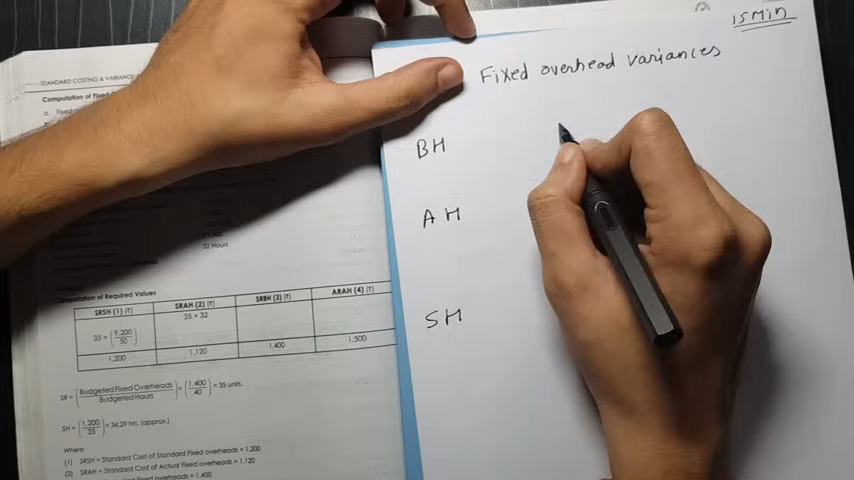 15 Min
Fixed overhead variances
BH
AH
SH
STANDARD COSTING & VARIANCE
Computation of Fixed
a. Fixed
32 Hours
Computation of Required Values
SRSH (1) (₹) SRAH (2) (₹) SRBH (3) (₹) ARAH (4) (₹)
35 × (9,200/50) 35 × 32
1,200 1,120 1,400 1,500
SR = (Budgeted Fixed Overheads / Budgeted Hours) = (1,400/40) = 35 units.
SH = (1,200/35) = 34.29 hrs (approx.)
Where
(1) SRSH = Standard Cost of Standard Fixed overheads = 1,200
(2) SRAH = Standard Cost of Actual Fixed overheads = 1,120
Fixed overheads = 1,400